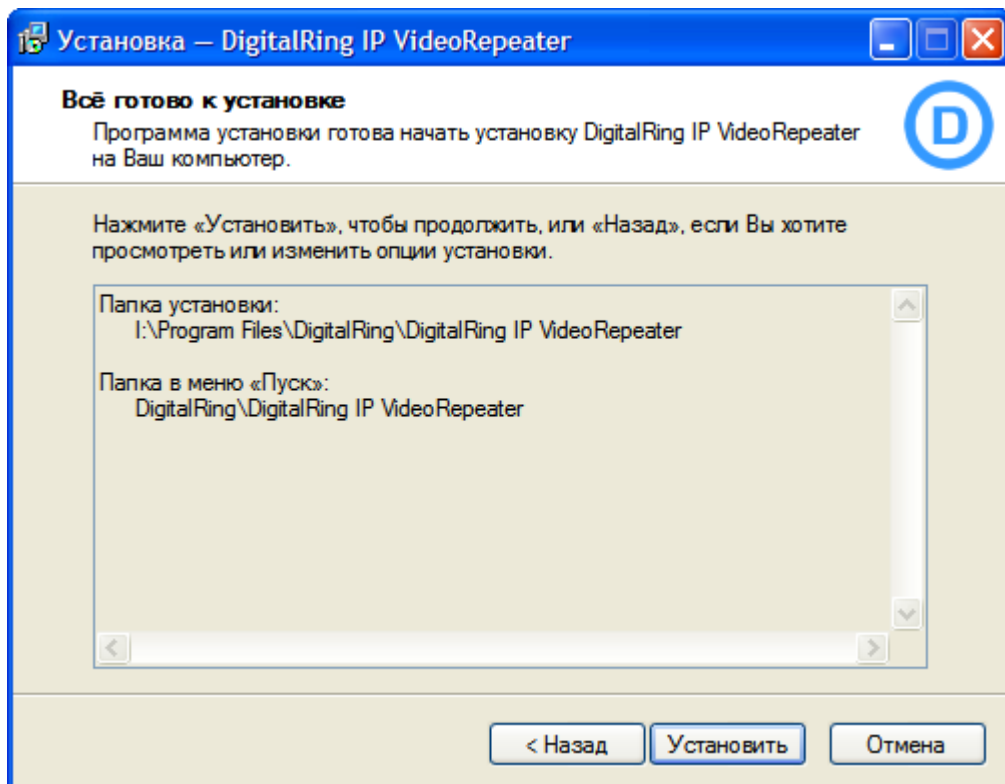 Установка — DigitalRing IP VideoRepeater
Всё готово к установке
Программа установки готова начать установку DigitalRing IP VideoRepeater
на Ваш компьютер.
D
Нажмите «Установить», чтобы продолжить, или «Назад», если Вы хотите
просмотреть или изменить опции установки.
Папка установки:
I:\Program Files\DigitalRing\DigitalRing IP VideoRepeater
Папка в меню «Пуск»:
DigitalRing\DigitalRing IP VideoRepeater
< Назад
Установить
Отмена